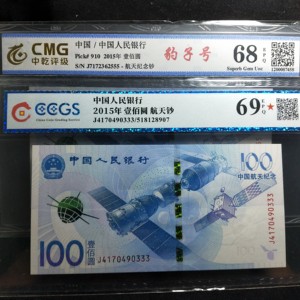 CMG
中乾评级
中国 / 中国人民银行
Pick# 910 2015年 壹佰圆
S/N J7172362555 - 航天纪念钞
豹子号
68 EPQ
Superb Gem Unc
CCGS
中国人民银行
2015年 壹佰圓 航天钞
J4170490333/518128907
69
中国人民银行
100
中国航天纪念
J4170490333
100
壹佰圆
J4170490333